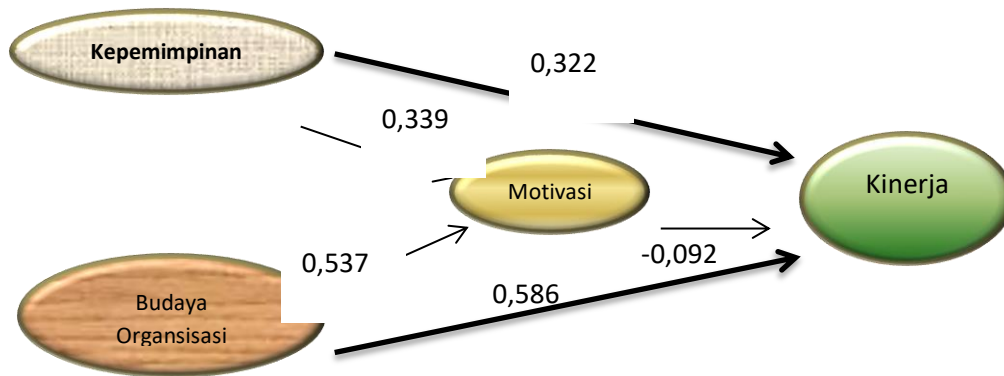 Kepemimpinan
0,322
0,339
Motivasi
Kinerja
0,537
-0,092
Budaya
Organsisasi
0,586